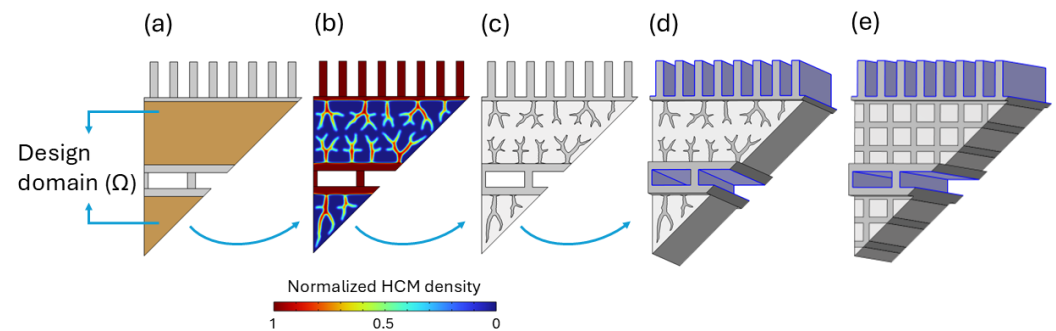 (a) (b) (c) (d) (e)
Design
domain (Ω)
Normalized HCM density
1 0.5 0